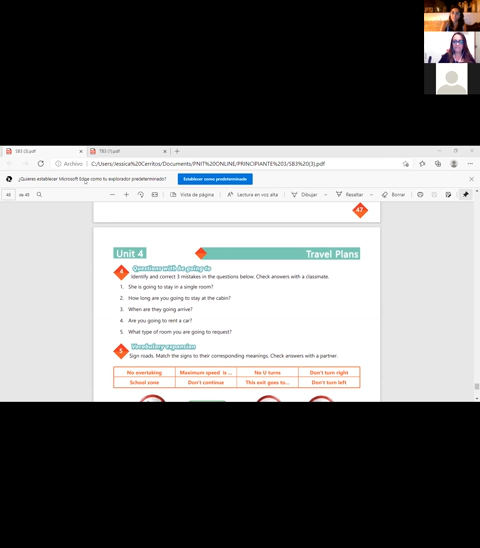 SB3 (3).pdf
TB3 (1).pdf
Archivo
C:/Users/Jessica%20Cerritos/Documents/PNIT%20ONLINE/PRINCIPIANTE%203/SB3%20(3).pdf
¿Quieres establecer Microsoft Edge como tu explorador predeterminado?
Establecer como predeterminado
48
de 45
Vista de página
Lectura en voz alta
Dibujar
Resaltar
Borrar
47
Unit 4
Travel Plans
4.
Questions with be going to
Identify and correct 3 mistakes in the questions below. Check answers with a classmate.
1. She is going to stay in a single room?
2. How long are you going to stay at the cabin?
3. When are they going arrive?
4. Are you going to rent a car?
5. What type of room you are going to request?
5.
Vocabulary expansion
Sign roads. Match the signs to their corresponding meanings. Check answers with a partner.
No overtaking
Maximum speed is ...
No U turns
Don't turn right
School zone
Don't continue
This exit goes to...
Don't turn left